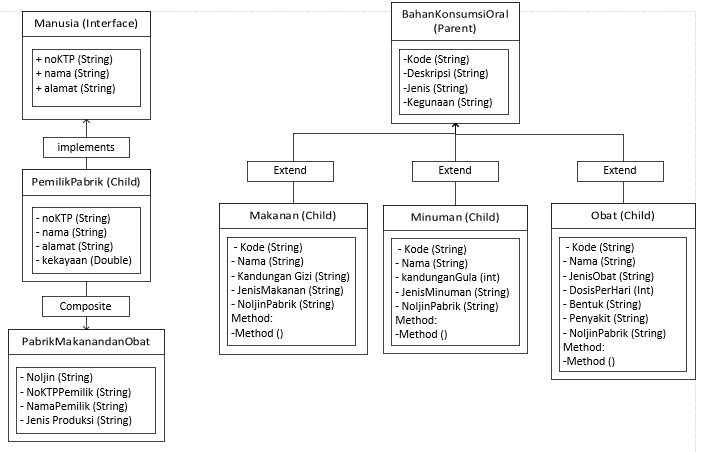 Manusia (Interface)
+ noKTP (String)
+ nama (String)
+ alamat (String)
implements
PemilikPabrik (Child)
- noKTP (String)
- nama (String)
- alamat (String)
- kekayaan (Double)
Composite
PabrikMakanandanObat
- NoIjin (String)
- NoKTPPemilik (String)
- NamaPemilik (String)
- Jenis Produksi (String)
BahanKonsumsiOral
(Parent)
-Kode (String)
-Deskripsi (String)
-Jenis (String)
-Kegunaan (String)
Extend
Extend
Extend
Makanan (Child)
- Kode (String)
- Nama (String)
- Kandungan Gizi (String)
- JenisMakanan (String)
- NoIjinPabrik (String)
Method:
-Method ()
Minuman (Child)
- Kode (String)
- Nama (String)
- kandunganGula (int)
- JenisMinuman (String)
- NoIjinPabrik (String)
Method:
-Method ()
Obat (Child)
- Kode (String)
- Nama (String)
- JenisObat (String)
- DosisPerHari (Int)
- Bentuk (String)
- Penyakit (String)
- NoIjinPabrik (String)
Method:
-Method ()